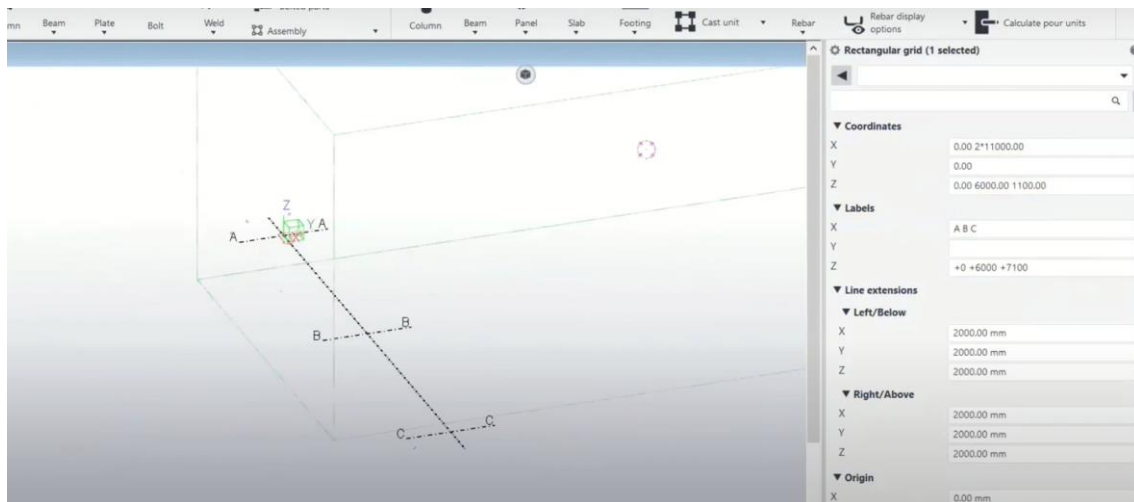 Beam Plate Bolt Weld Assembly Column Beam Panel Slab Footing Cast unit Rebar Rebar display options Calculate pour units
Rectangular grid (1 selected)
Coordinates
X 0.00 2*11000.00
Y 0.00
Z 0.00 6000.00 1100.00
Labels
X A B C
Y
Z +0 +6000 +7100
Line extensions
Left/Below
X 2000.00 mm
Y 2000.00 mm
Z 2000.00 mm
Right/Above
X 2000.00 mm
Y 2000.00 mm
Z 2000.00 mm
Origin
X 0.00 mm
Z
A Y A
B B
C C